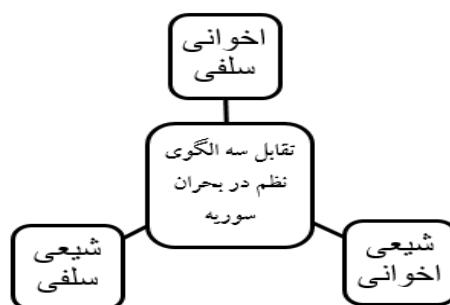 اخوانی
سلفی
تقابل سه الگوی
نظم در بحران
سوریه
شیعی
اخوانی
شیعی
سلفی